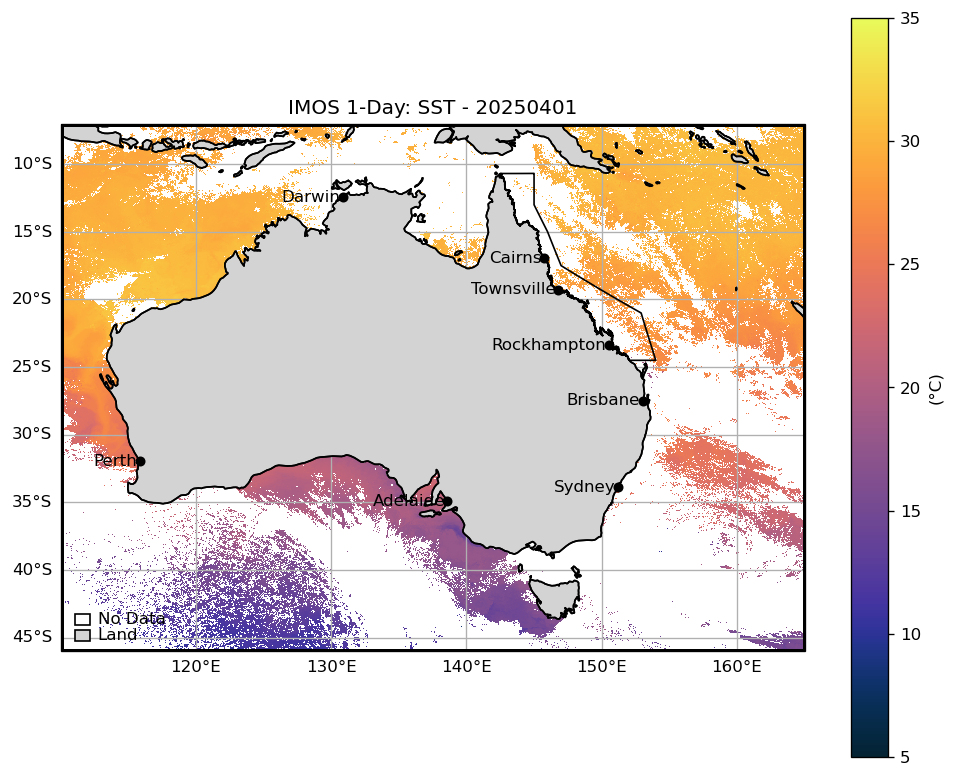 IMOS 1-Day: SST - 20250401
35
30
25
20
15
10
5
(°C)
10°S
15°S
20°S
25°S
30°S
35°S
40°S
45°S
Darwin
Cairns
Townsville
Rockhampton
Brisbane
Perth
Sydney
Adelaide
No Data
Land
120°E
130°E
140°E
150°E
160°E